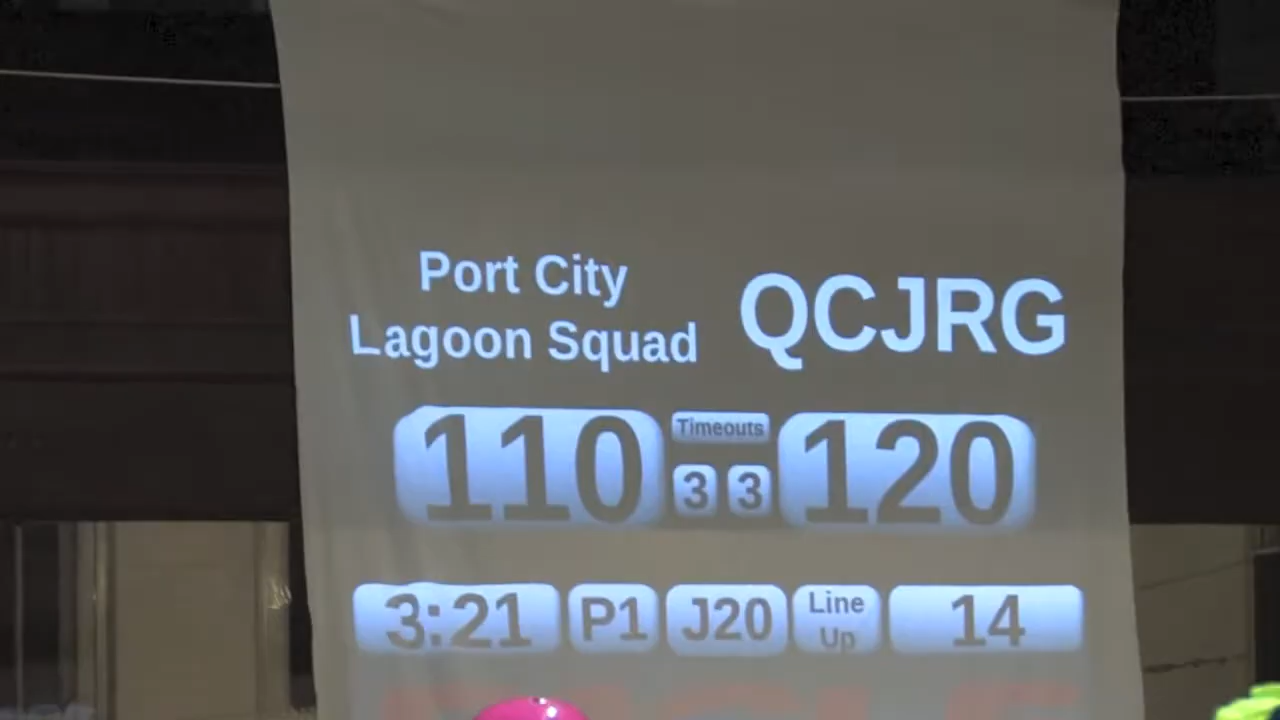 Port City
Lagoon Squad
QCJRG
110
Timeouts
3 3
120
3:21 P1 J20 Line Up 14